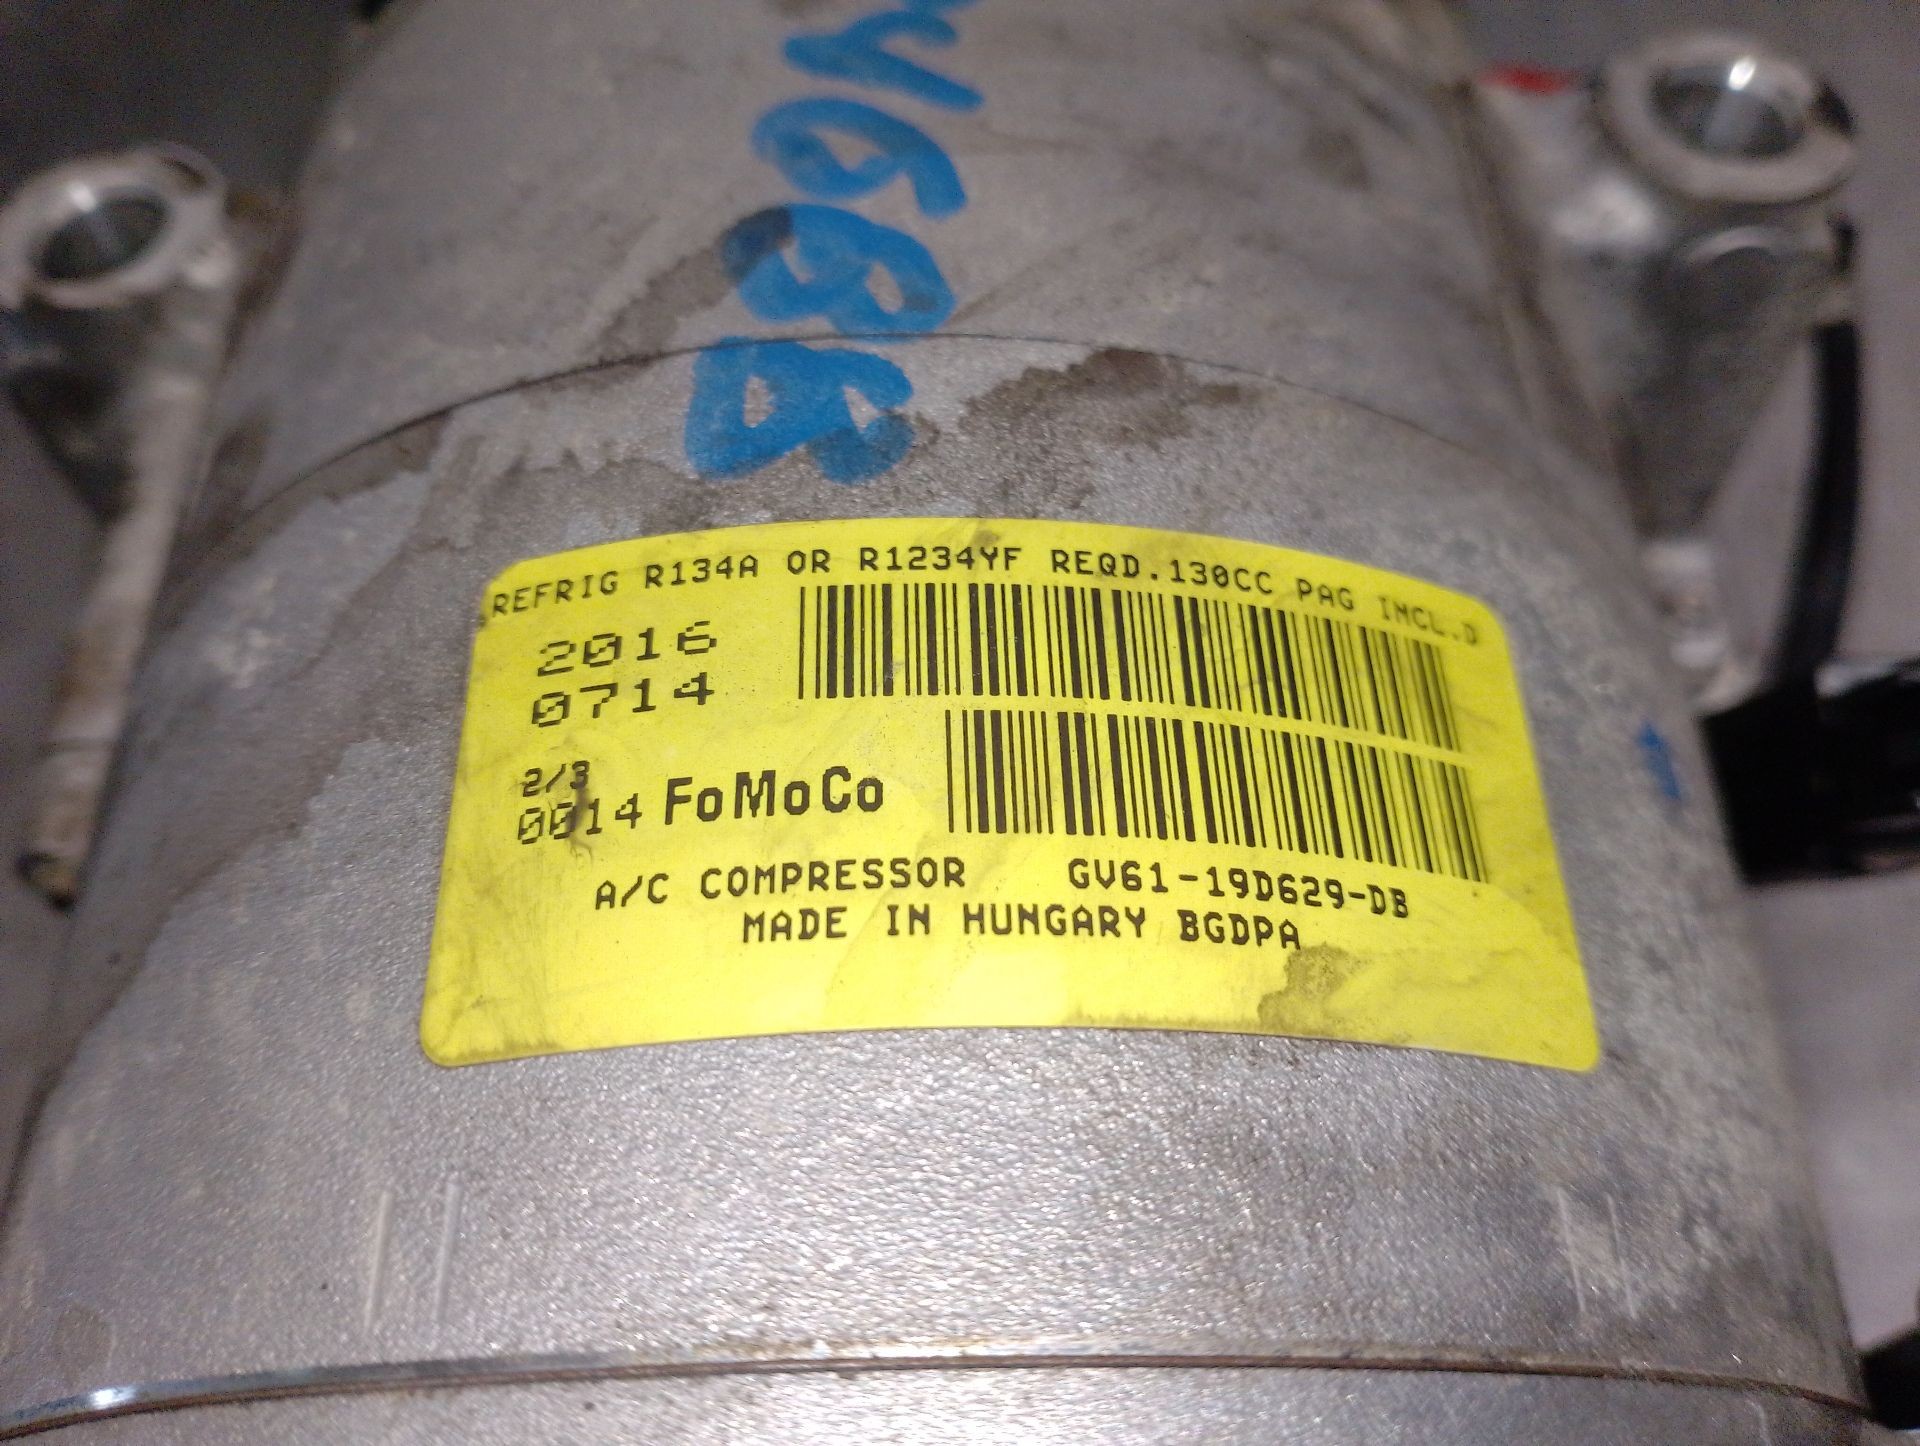 REFRIG R134A OR R1234YF REQD.130CC PAG INCL.D
2016
0714
2/3
0014 FoMoCo
A/C COMPRESSOR GV61-19D629-DB
MADE IN HUNGARY BGDPA